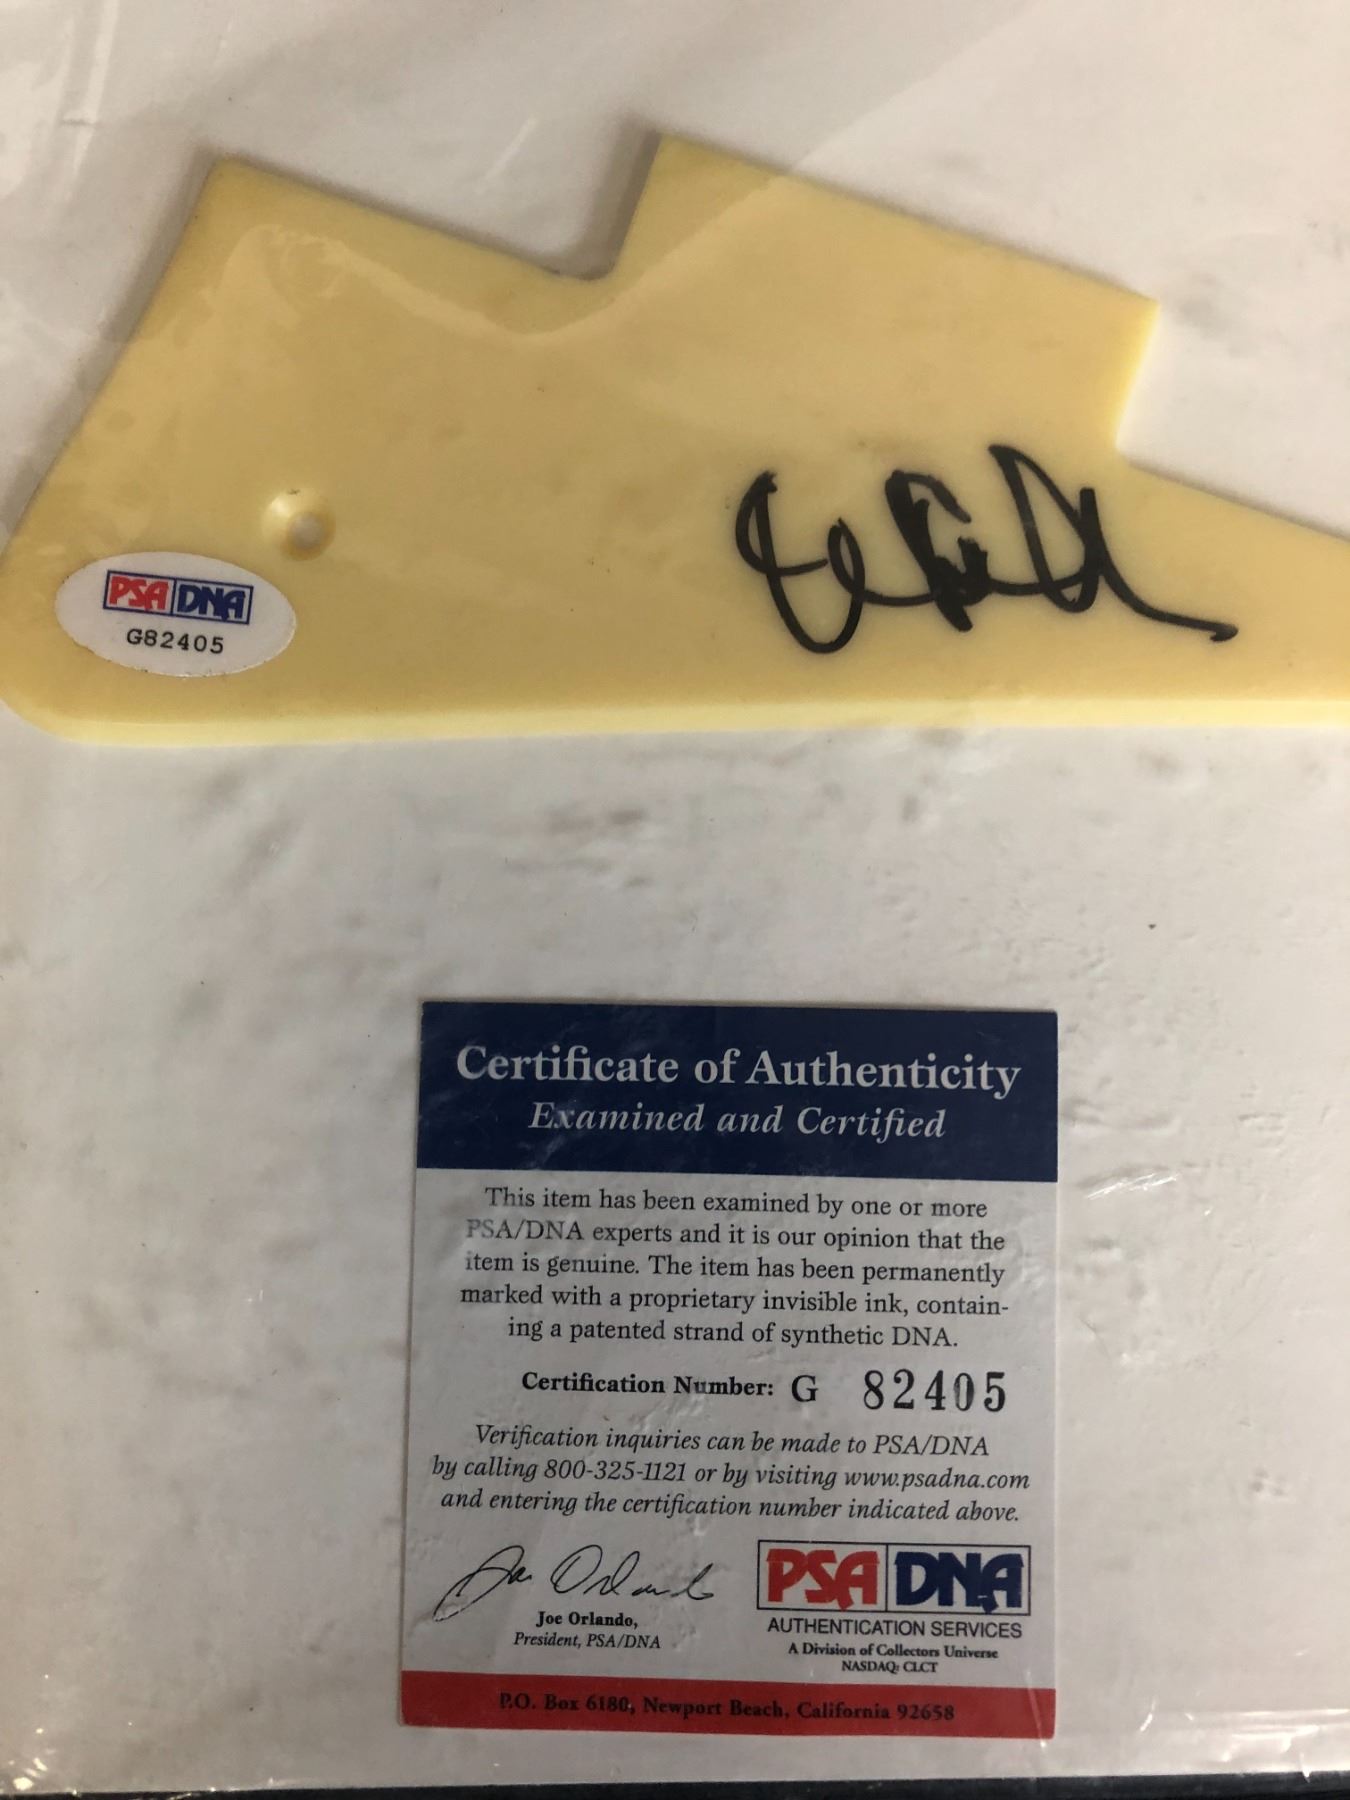 PSA DNA
G82405
Certificate of Authenticity
Examined and Certified
This item has been examined by one or more
PSA/DNA experts and it is our opinion that the
item is genuine. The item has been permanently
marked with a proprietary invisible ink, contain-
ing a patented strand of synthetic DNA.
Certification Number: G 82405
Verification inquiries can be made to PSA/DNA
by calling 800-325-1121 or by visiting www.psadna.com
and entering the certification number indicated above.
Joe Orlando
Joe Orlando,
President, PSA/DNA
PSA DNA
AUTHENTICATION SERVICES
A Division of Collectors Universe
NASDAQ: CLCT
P.O. Box 6180, Newport Beach, California 92658